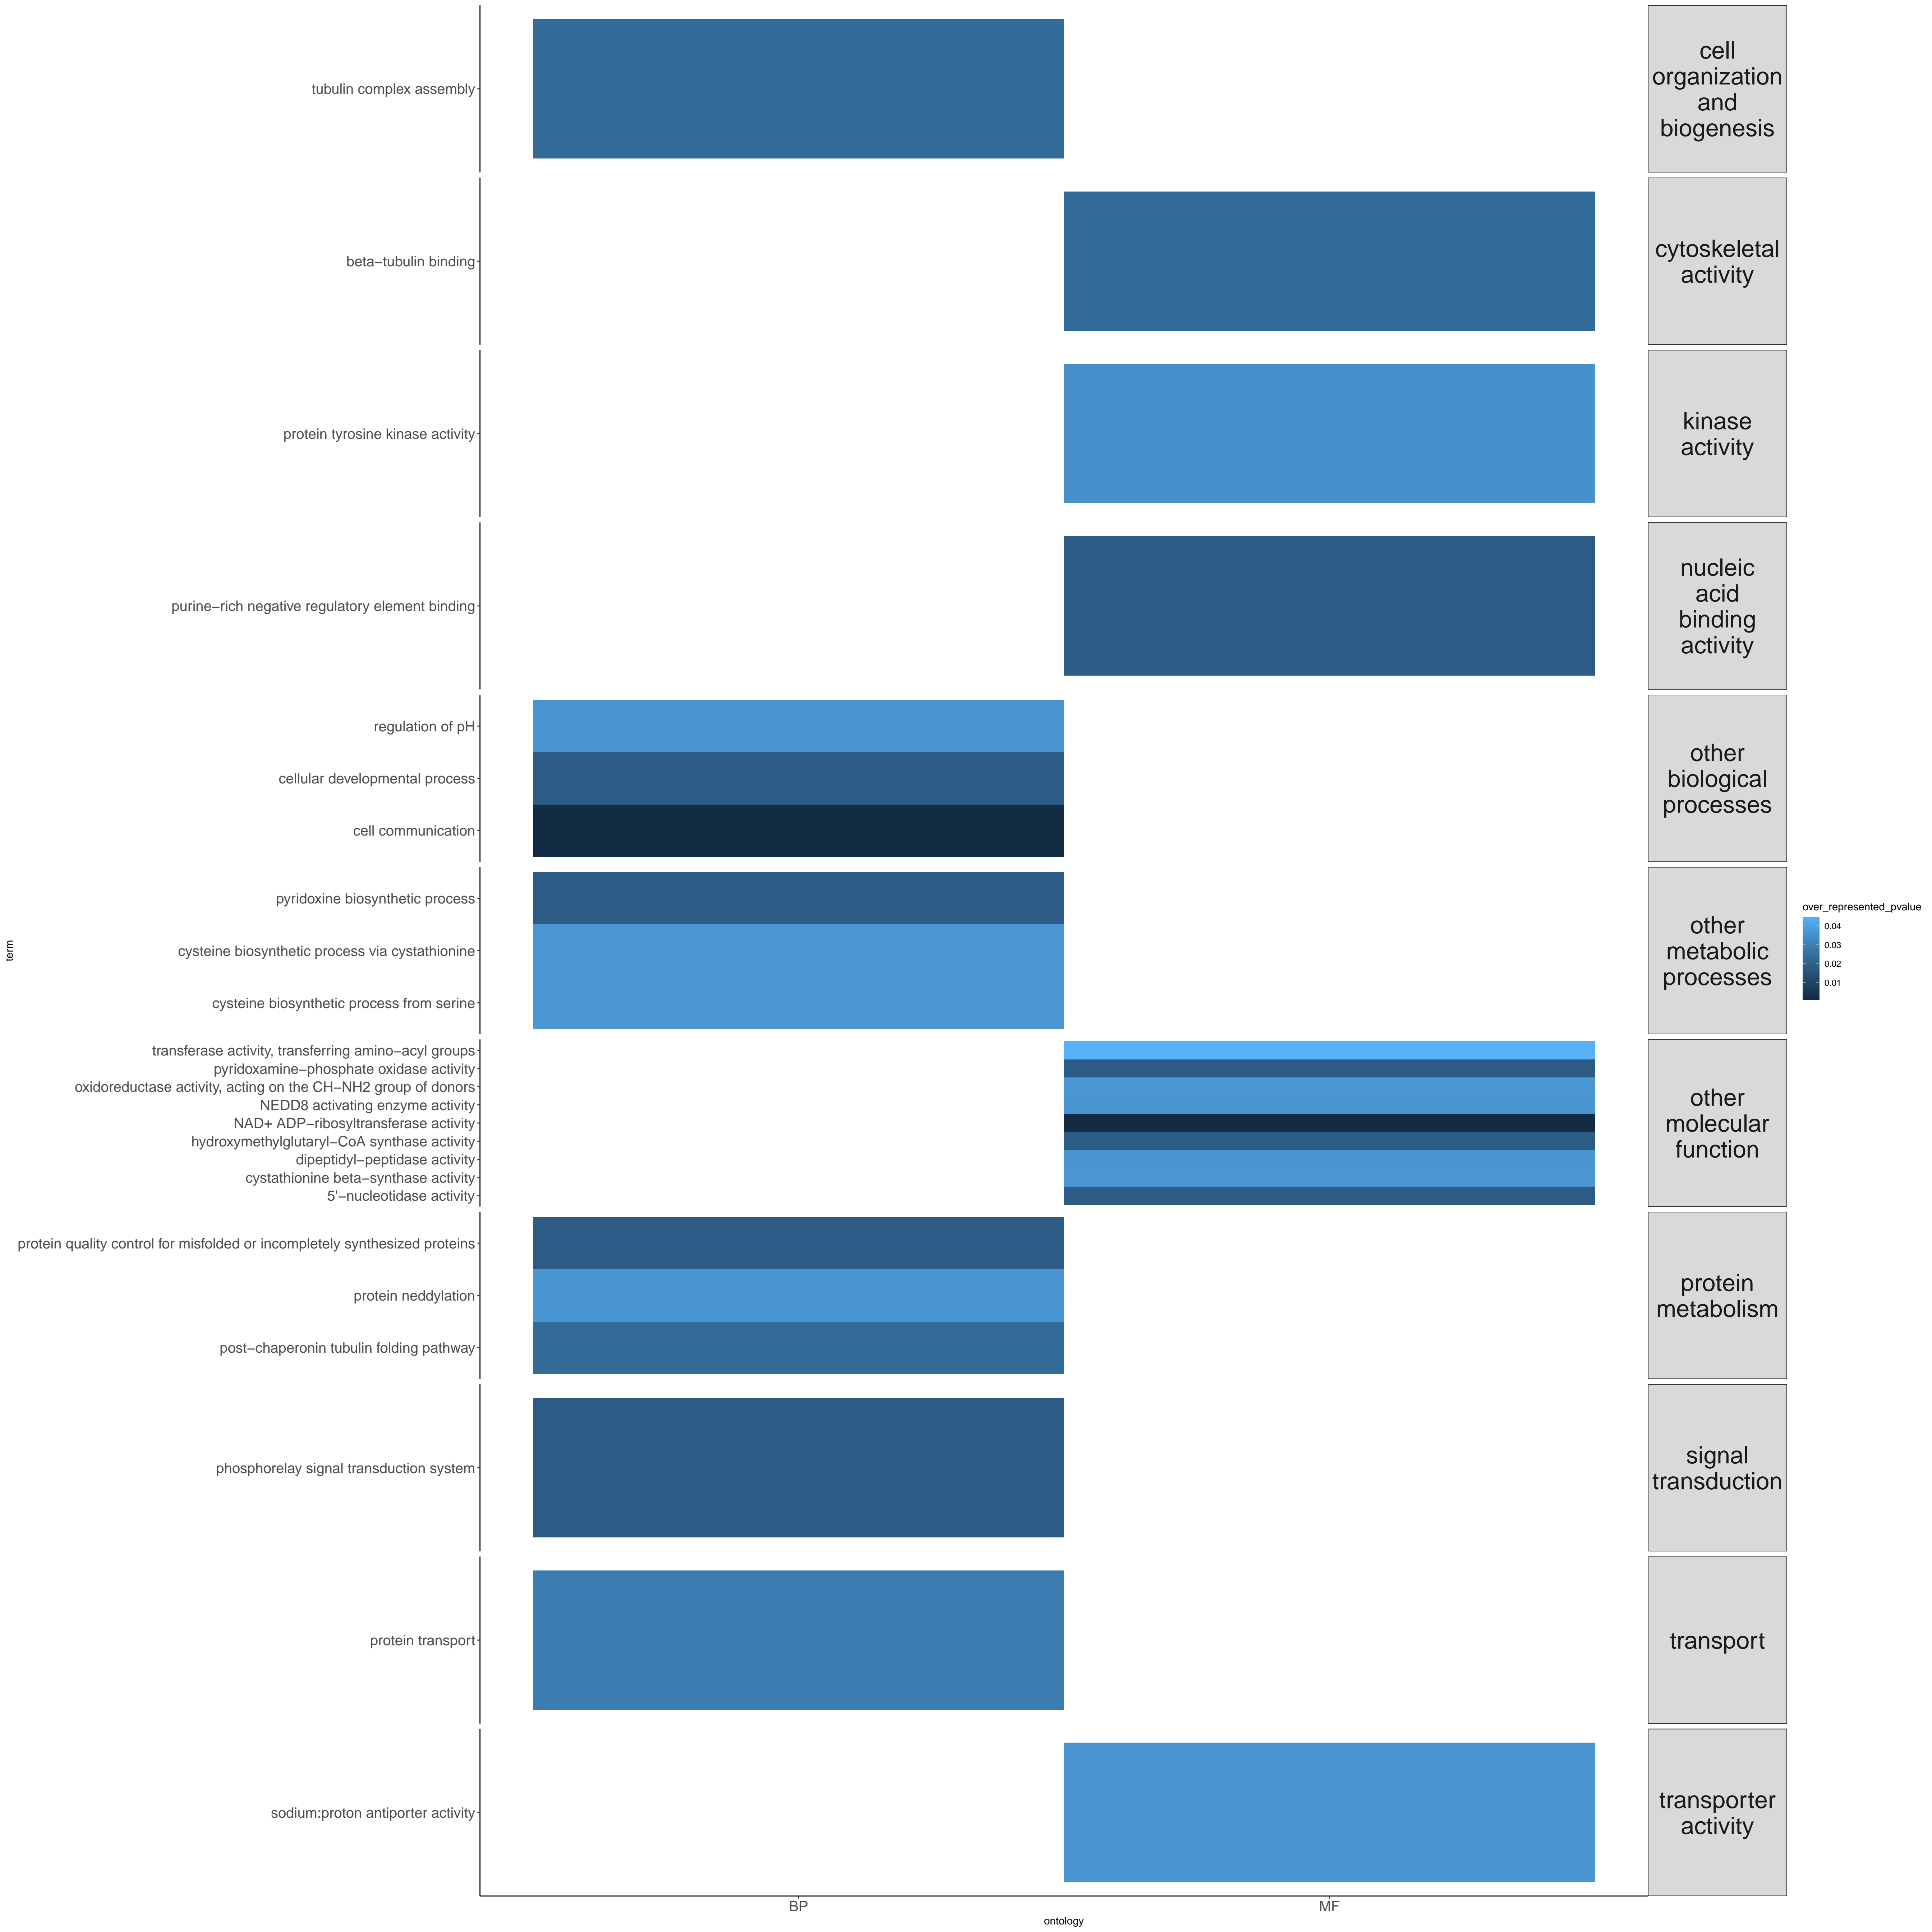 tubulin complex assembly
cell
organization
and
biogenesis
beta−tubulin binding
cytoskeletal
activity
protein tyrosine kinase activity
kinase
activity
purine−rich negative regulatory element binding
nucleic
acid
binding
activity
regulation of pH
cellular developmental process
cell communication
other
biological
processes
pyridoxine biosynthetic process
cysteine biosynthetic process via cystathionine
cysteine biosynthetic process from serine
other
metabolic
processes
transferase activity, transferring amino−acyl groups
pyridoxamine−phosphate oxidase activity
oxidoreductase activity, acting on the CH−NH2 group of donors
NEDD8 activating enzyme activity
NAD+ ADP−ribosyltransferase activity
hydroxymethylglutaryl−CoA synthase activity
dipeptidyl−peptidase activity
cystathionine beta−synthase activity
5'−nucleotidase activity
other
molecular
function
protein quality control for misfolded or incompletely synthesized proteins
protein neddylation
post−chaperonin tubulin folding pathway
protein
metabolism
phosphorelay signal transduction system
signal
transduction
protein transport
transport
sodium:proton antiporter activity
transporter
activity
term
BP
MF
ontology
over_represented_pvalue
0.04
0.03
0.02
0.01